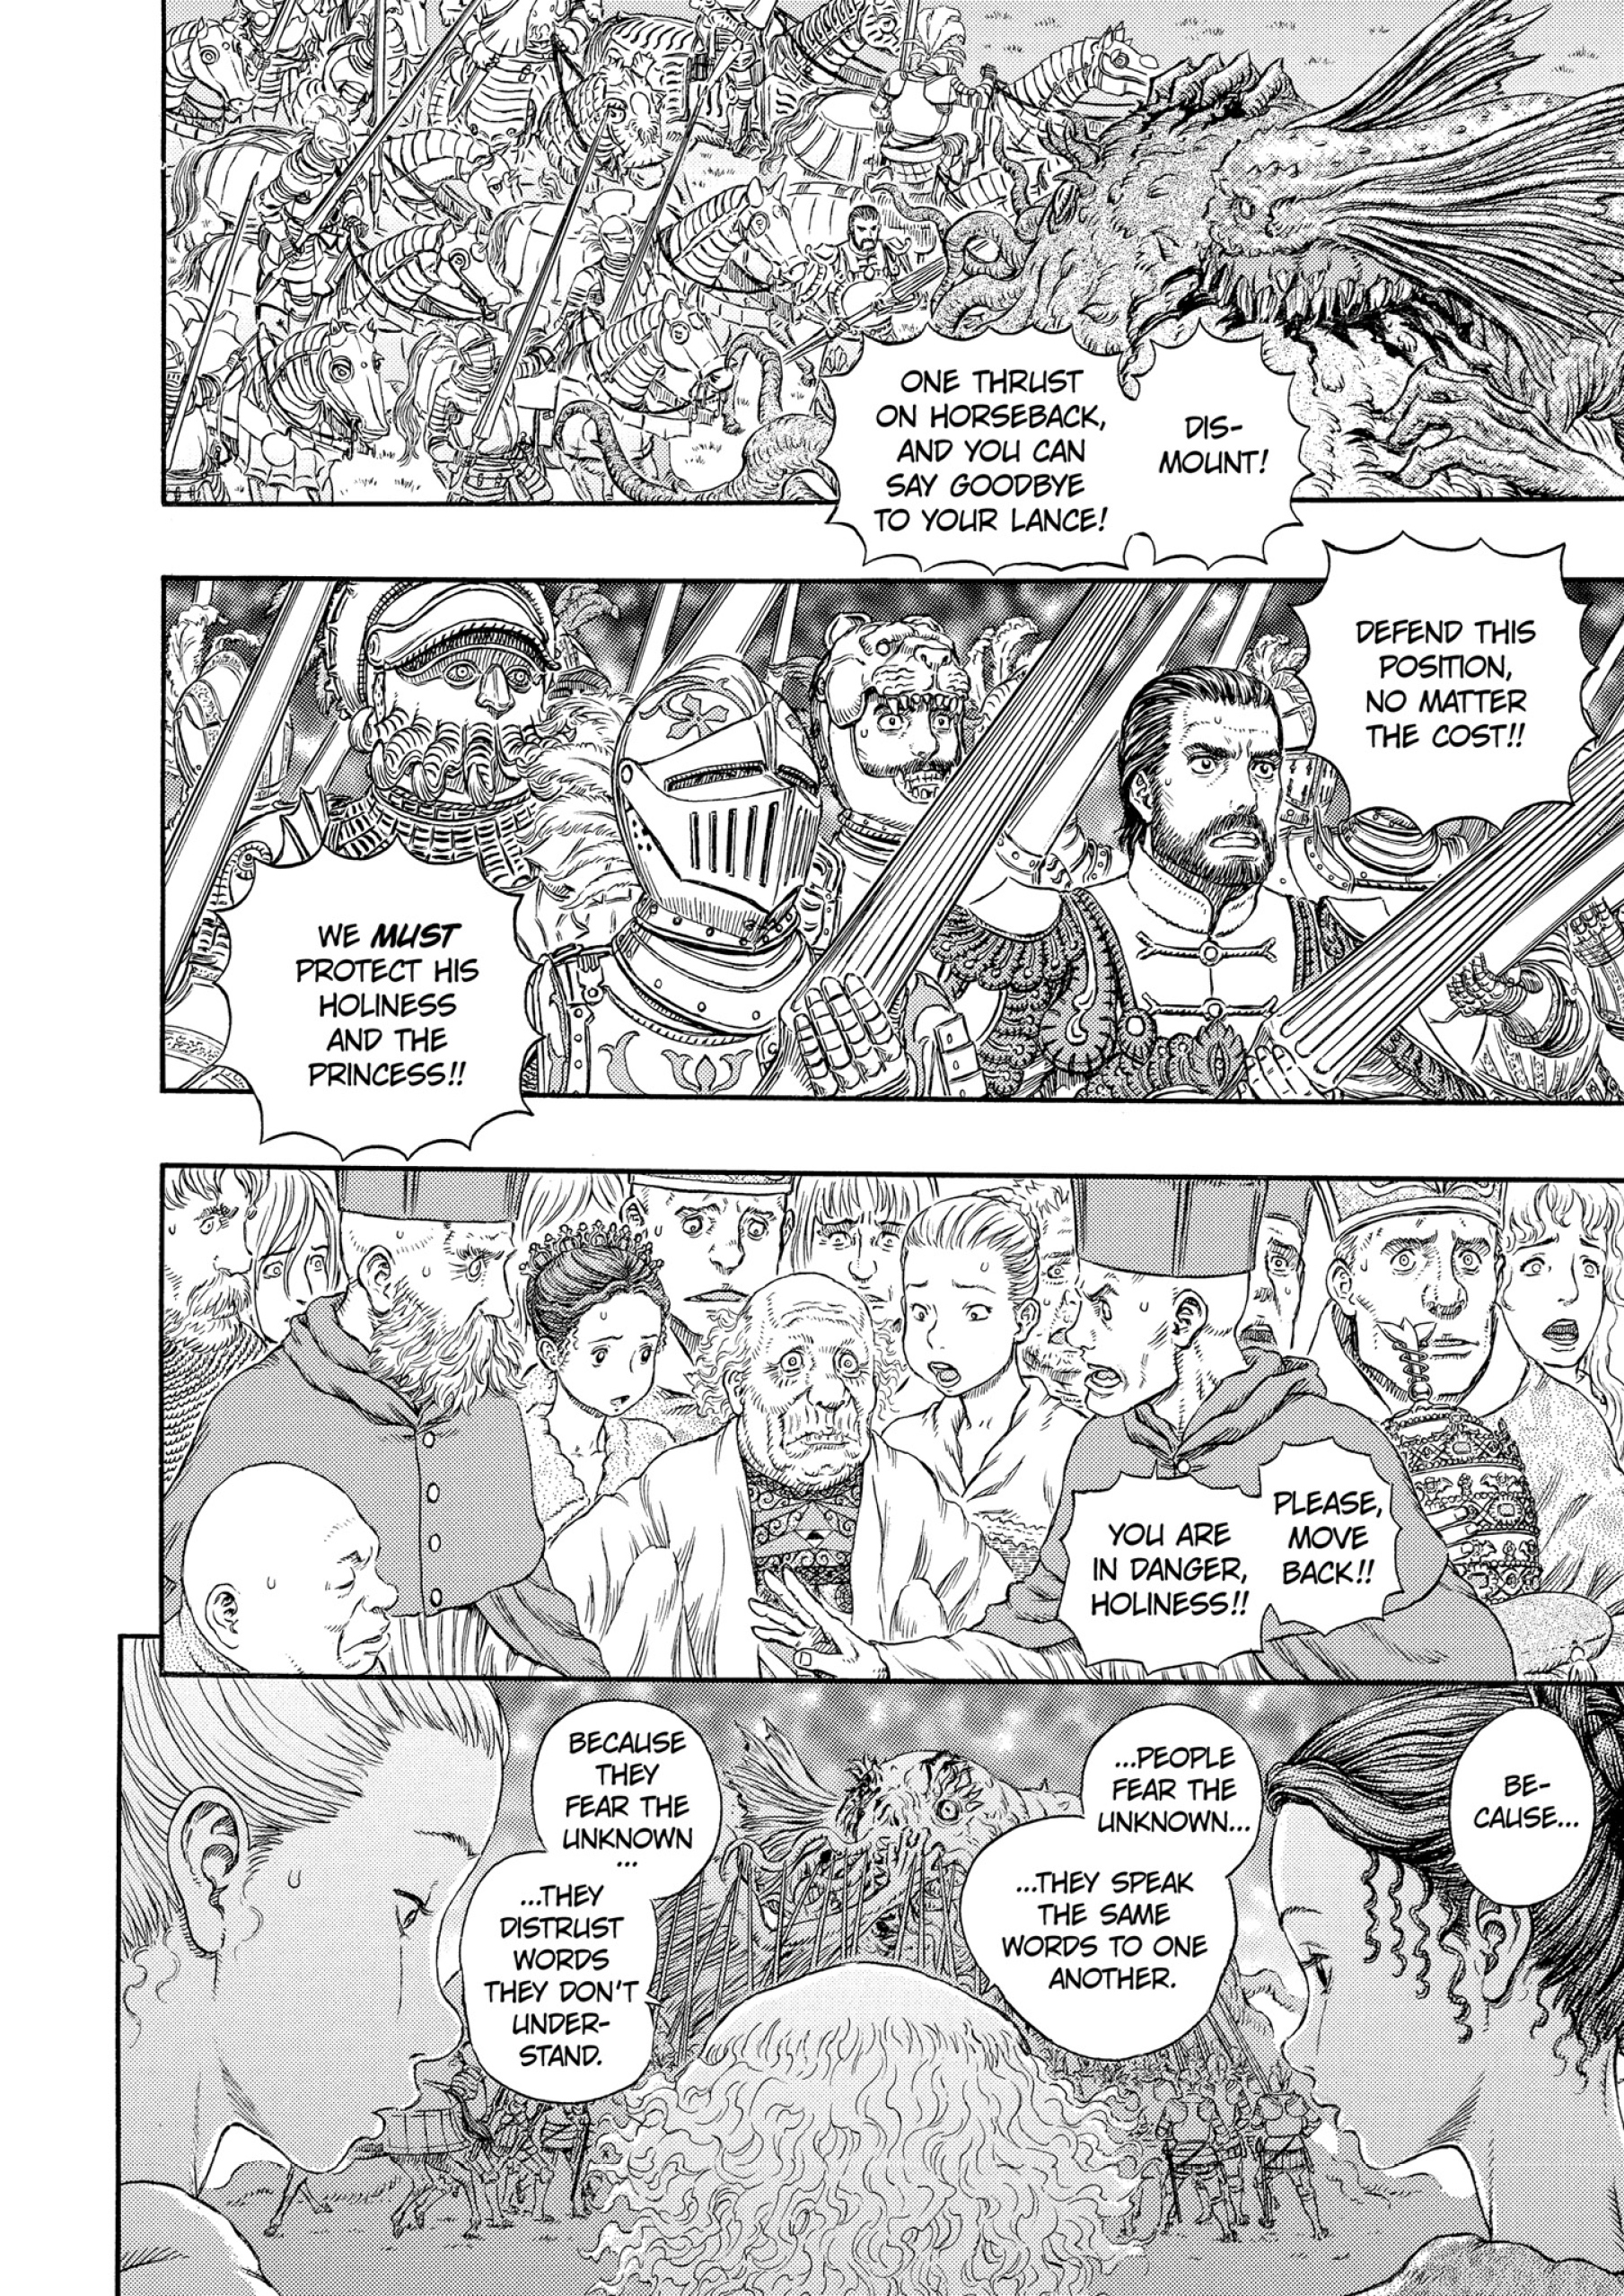 DIS-
MOUNT!
ONE THRUST
ON HORSEBACK,
AND YOU CAN
SAY GOODBYE
TO YOUR LANCE!
DEFEND THIS
POSITION,
NO MATTER
THE COST!!
WE MUST
PROTECT HIS
HOLINESS
AND THE
PRINCESS!!
PLEASE,
MOVE
BACK!!
YOU ARE
IN DANGER,
HOLINESS!!
BE-
CAUSE...
...PEOPLE
FEAR THE
UNKNOWN...
...THEY SPEAK
THE SAME
WORDS TO ONE
ANOTHER.
BECAUSE
THEY
FEAR THE
UNKNOWN
...
...THEY
DISTRUST
WORDS
THEY DON'T
UNDER-
STAND.